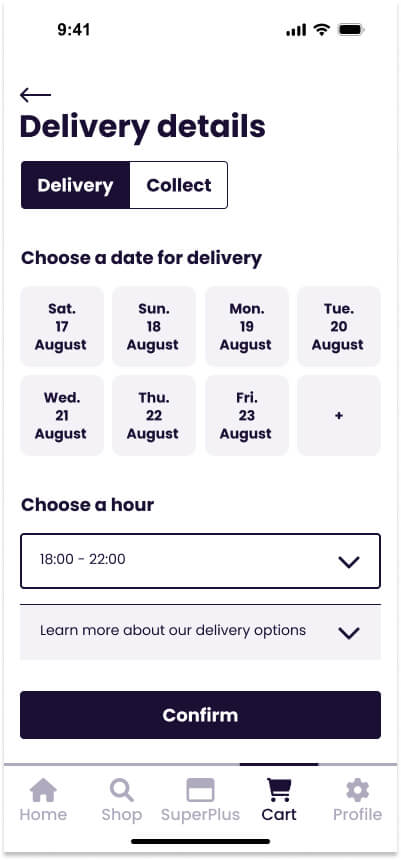 9:41
Delivery details
Delivery Collect
Choose a date for delivery
Sat.
17
August
Sun.
18
August
Mon.
19
August
Tue.
20
August
Wed.
21
August
Thu.
22
August
Fri.
23
August
+
Choose a hour
18:00 - 22:00
Learn more about our delivery options
Confirm
Home Shop SuperPlus Cart Profile